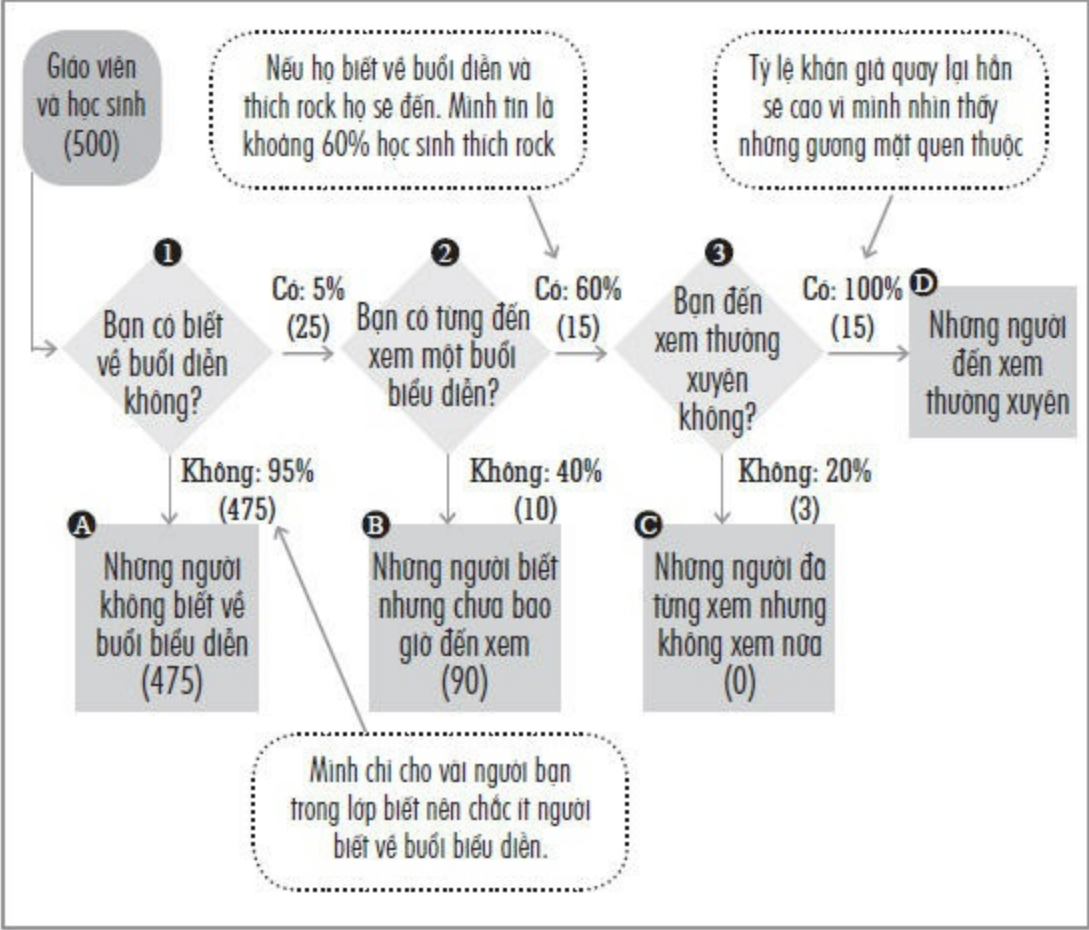 Giáo viên
và học sinh
(500)
Nếu họ biết về buổi diễn và
thích rock họ sẽ đến. Mình tin là
khoảng 60% học sinh thích rock
Tỷ lệ khán giả quay lại hẳn
sẽ cao vì mình nhìn thấy
những gương mặt quen thuộc
1
Bạn có biết
về buổi diễn
không?
Có: 5%
(25)
2
Bạn có từng đến
xem một buổi
biểu diễn?
Có: 60%
(15)
3
Bạn đến
xem thường
xuyên
không?
Có: 100%
(15)
D
Những người
đến xem
thường xuyên
Không: 95%
(475)
Không: 40%
(10)
Không: 20%
(3)
A
Những người
không biết về
buổi biểu diễn
(475)
B
Những người biết
nhưng chưa bao
giờ đến xem
(90)
C
Những người đã
từng xem nhưng
không xem nữa
(0)
Mình chỉ cho vài người bạn
trong lớp biết nên chắc ít người
biết về buổi biểu diễn.